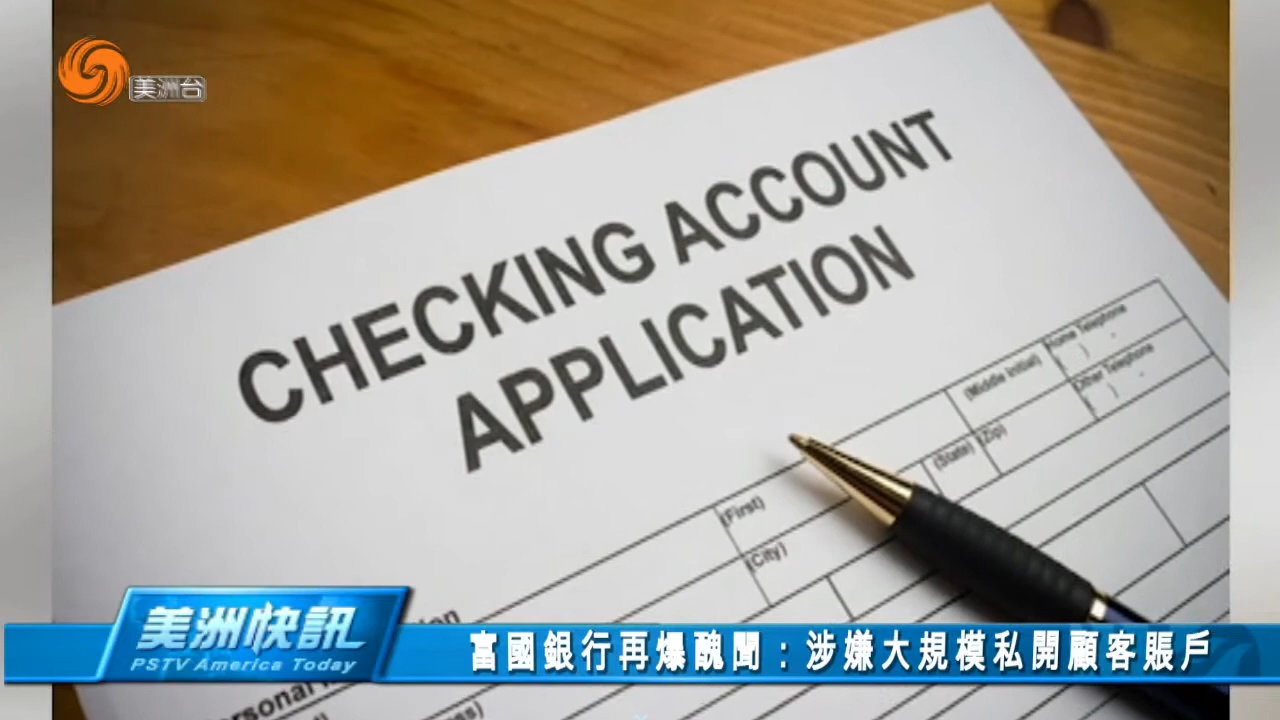 美洲台
CHECKING ACCOUNT
APPLICATION
Home Telephone
(Middle Initial)
( )
Other Telephone
( )
(Zip)
(State)
(First)
(City)
美洲快訊
PSTV America Today
富國銀行再爆醜聞：涉嫌大規模私開顧客賬戶